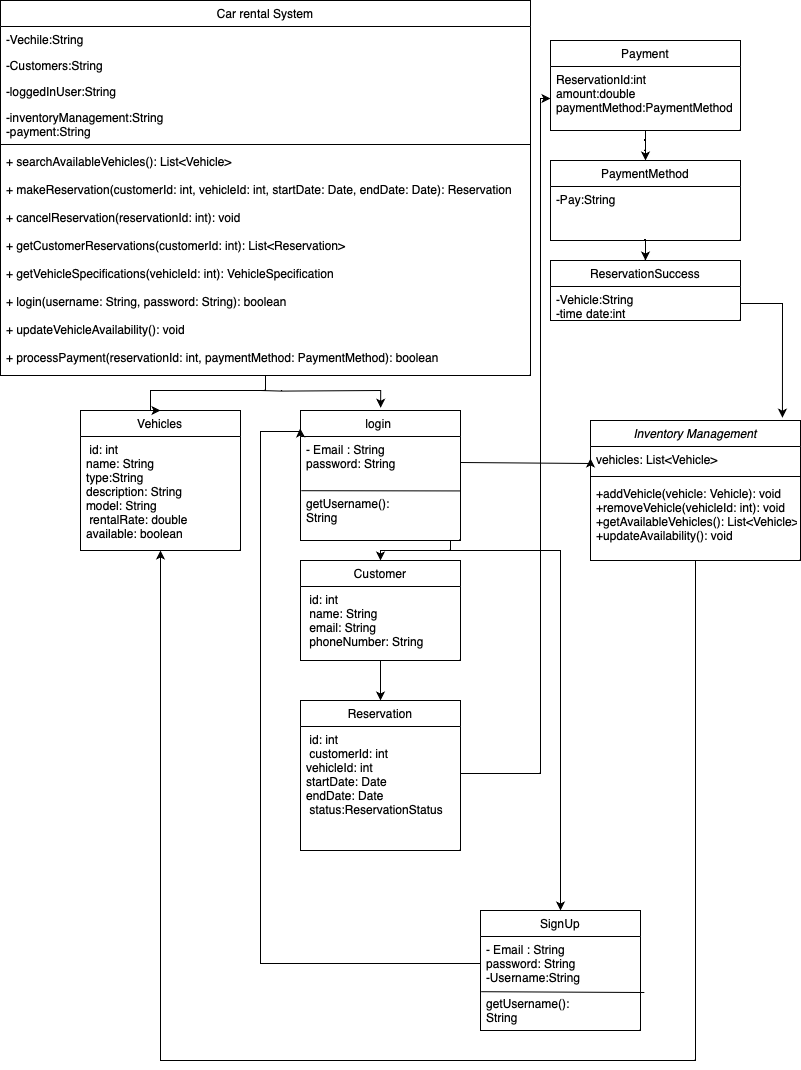 Car rental System
-Vechile:String
-Customers:String
-loggedInUser:String
-inventoryManagement:String
-payment:String
+ searchAvailableVehicles(): List<Vehicle>
+ makeReservation(customerId: int, vehicleId: int, startDate: Date, endDate: Date): Reservation
+ cancelReservation(reservationId: int): void
+ getCustomerReservations(customerId: int): List<Reservation>
+ getVehicleSpecifications(vehicleId: int): VehicleSpecification
+ login(username: String, password: String): boolean
+ updateVehicleAvailability(): void
+ processPayment(reservationId: int, paymentMethod: PaymentMethod): boolean
Payment
ReservationId:int
amount:double
paymentMethod:PaymentMethod
PaymentMethod
-Pay:String
ReservationSuccess
-Vehicle:String
-time date:int
Vehicles
id: int
name: String
type:String
description: String
model: String
rentalRate: double
available: boolean
login
- Email : String
password: String
getUsername():
String
Inventory Management
vehicles: List<Vehicle>
+addVehicle(vehicle: Vehicle): void
+removeVehicle(vehicleId: int): void
+getAvailableVehicles(): List<Vehicle>
+updateAvailability(): void
Customer
id: int
name: String
email: String
phoneNumber: String
Reservation
id: int
customerId: int
vehicleId: int
startDate: Date
endDate: Date
status:ReservationStatus
SignUp
- Email : String
password: String
-Username:String
getUsername():
String